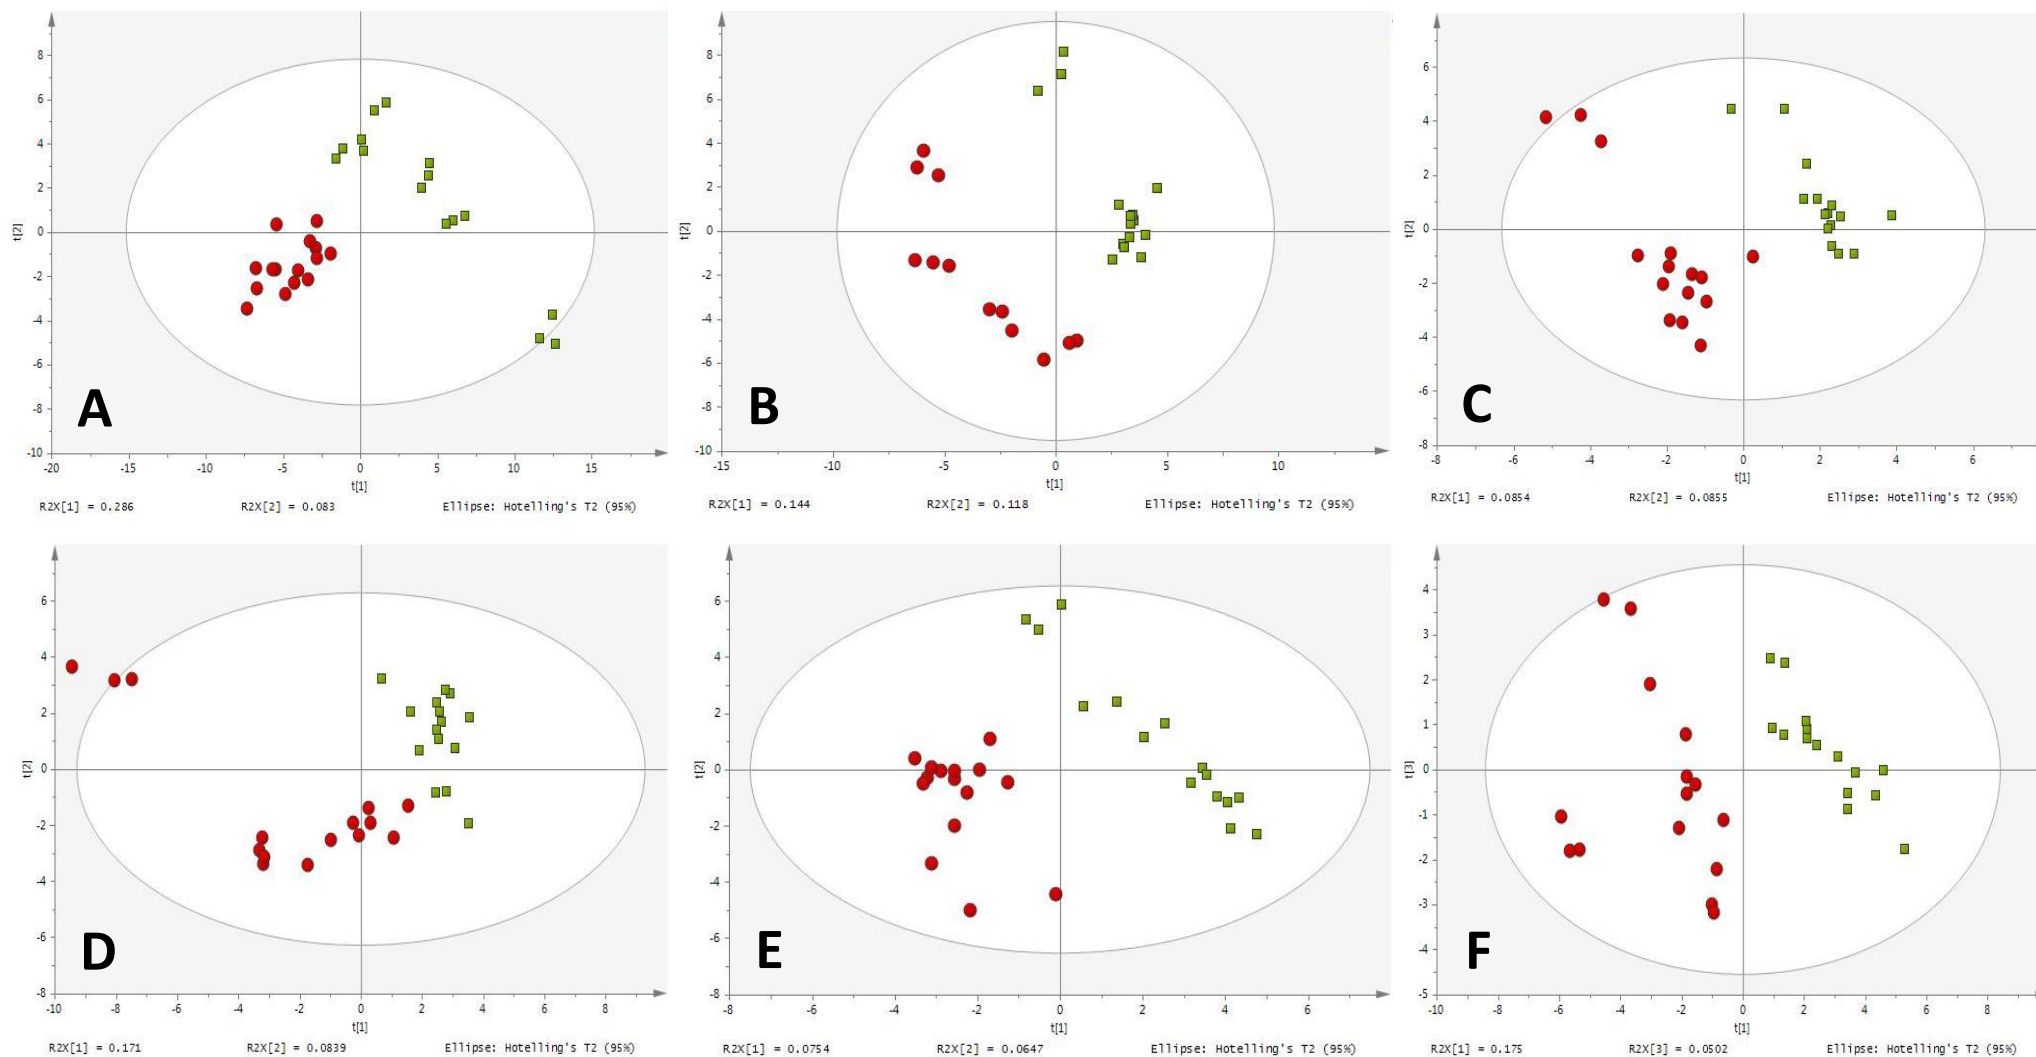 8
6
4
2
0
-2
-4
-6
-8
-10
t[2]
-20 -15 -10 -5 0 5 10 15
t[1]
R2X[1] = 0.286 R2X[2] = 0.083 Ellipse: Hotelling's T2 (95%)
A
8
6
4
2
0
-2
-4
-6
-8
-10
t[2]
-15 -10 -5 0 5 10
t[1]
R2X[1] = 0.144 R2X[2] = 0.118 Ellipse: Hotelling's T2 (95%)
B
6
4
2
0
-2
-4
-6
-8
t[2]
-8 -6 -4 -2 0 2 4 6
t[1]
R2X[1] = 0.0854 R2X[2] = 0.0855 Ellipse: Hotelling's T2 (95%)
C
6
4
2
0
-2
-4
-6
-8
t[2]
-10 -8 -6 -4 -2 0 2 4 6 8
t[1]
R2X[1] = 0.171 R2X[2] = 0.0839 Ellipse: Hotelling's T2 (95%)
D
6
4
2
0
-2
-4
-6
-8
t[2]
-8 -6 -4 -2 0 2 4 6
t[1]
R2X[1] = 0.0754 R2X[2] = 0.0647 Ellipse: Hotelling's T2 (95%)
E
4
3
2
1
0
-1
-2
-3
-4
-5
t[3]
-10 -8 -6 -4 -2 0 2 4 6 8
t[1]
R2X[1] = 0.175 R2X[3] = 0.0502 Ellipse: Hotelling's T2 (95%)
F